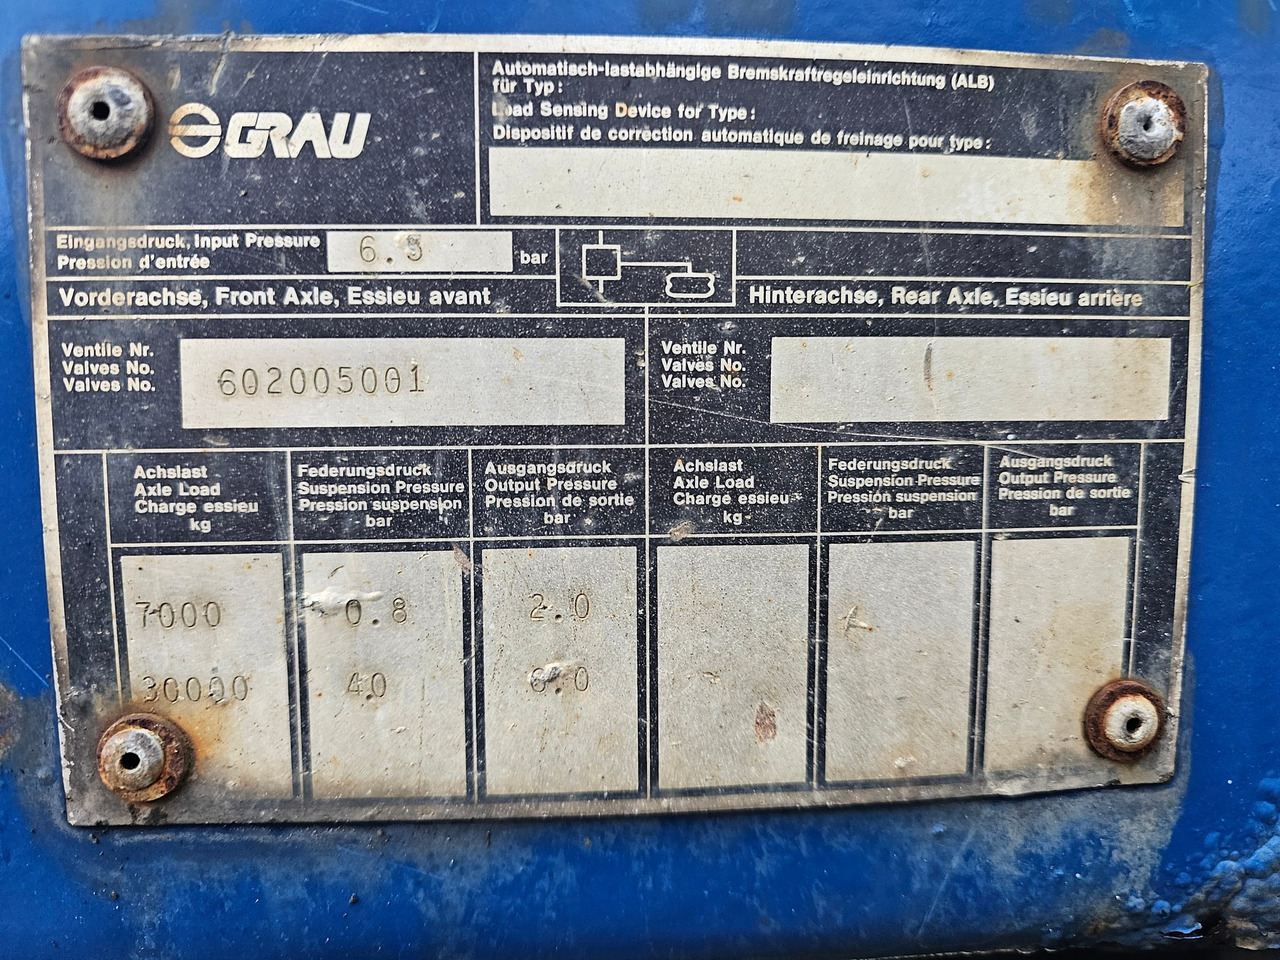 GRAU
Automatisch-lastabhängige Bremskraftregeleinrichtung (ALB)
für Typ:
Load Sensing Device for Type:
Dispositif de correction automatique de freinage pour type:
Eingangsdruck, Input Pressure
Pression d'entrée
6.5
bar
Vorderachse, Front Axle, Essieu avant
Hinterachse, Rear Axle, Essieu arrière
Ventile Nr.
Valves No.
Valves No.
602005001
Ventile Nr.
Valves No.
Valves No.
Achslast
Axle Load
Charge essieu
kg
Federungsdruck
Suspension Pressure
Pression suspension
bar
Ausgangsdruck
Output Pressure
Pression de sortie
bar
Achslast
Axle Load
Charge essieu
kg
Federungsdruck
Suspension Pressure
Pression suspension
bar
Ausgangsdruck
Output Pressure
Pression de sortie
bar
7000 0.8 2.0
30000 40 6.0